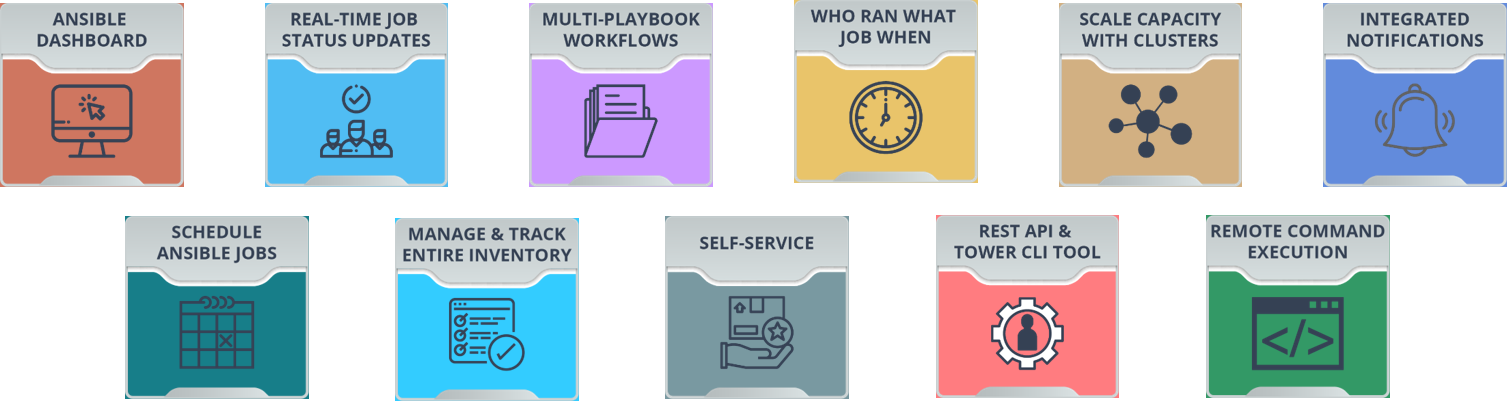 ANSIBLE
DASHBOARD
REAL-TIME JOB
STATUS UPDATES
MULTI-PLAYBOOK
WORKFLOWS
WHO RAN WHAT
JOB WHEN
SCALE CAPACITY
WITH CLUSTERS
INTEGRATED
NOTIFICATIONS
SCHEDULE
ANSIBLE JOBS
MANAGE & TRACK
ENTIRE INVENTORY
SELF-SERVICE
REST API &
TOWER CLI TOOL
REMOTE COMMAND
EXECUTION
</>